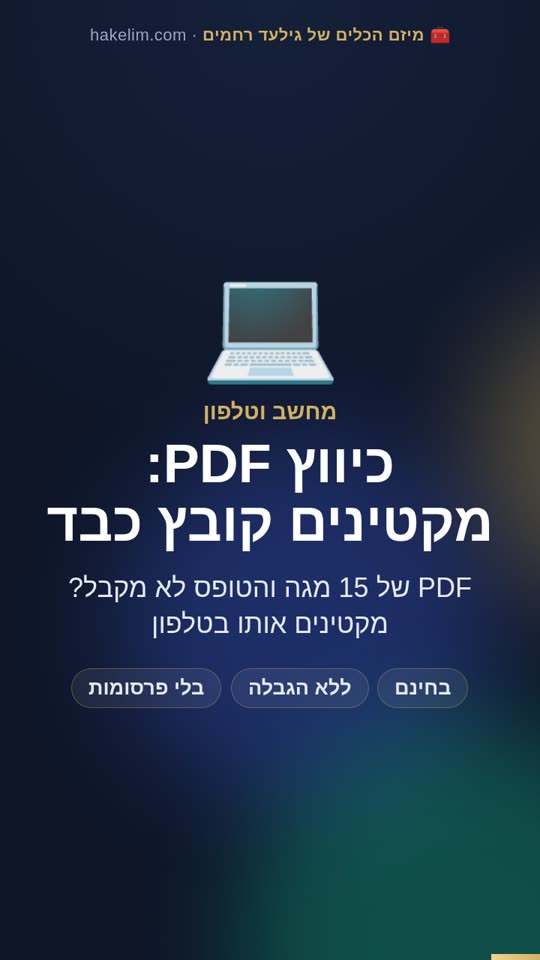 🧰 מיזם הכלים של גילעד רחמים · hakelim.com
מחשב וטלפון
כיווץ PDF:
מקטינים קובץ כבד
PDF של 15 מגה והטופס לא מקבל?
מקטינים אותו בטלפון
בחינם
ללא הגבלה
בלי פרסומות